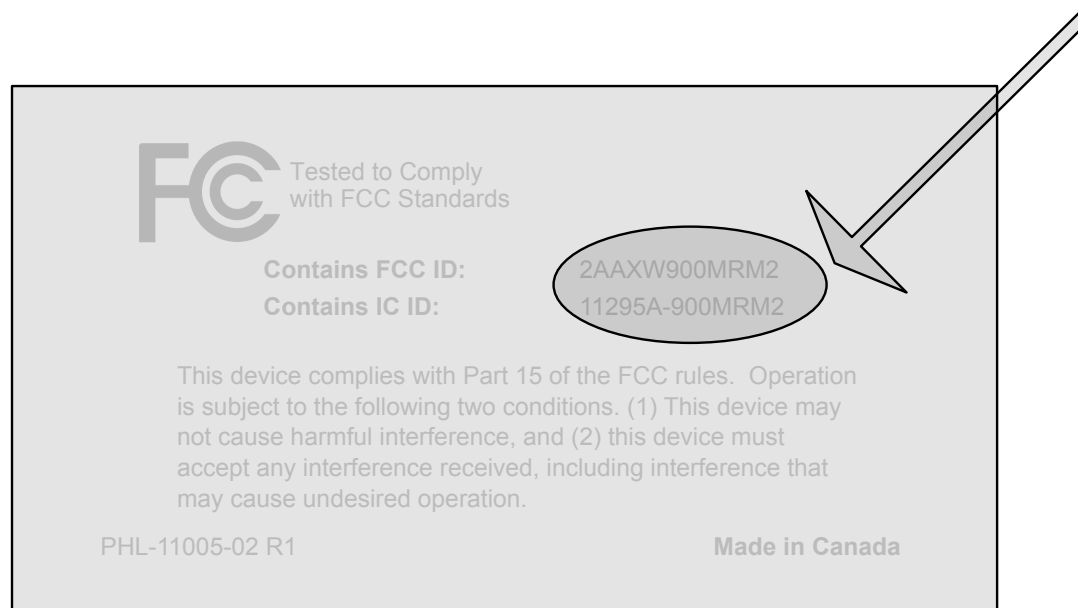 FC Tested to Comply
with FCC Standards
Contains FCC ID: 2AAXW900MRM2
Contains IC ID: 11295A-900MRM2
This device complies with Part 15 of the FCC rules.  Operation
is subject to the following two conditions. (1) This device may
not cause harmful interference, and (2) this device must
accept any interference received, including interference that
may cause undesired operation.
PHL-11005-02 R1 Made in Canada